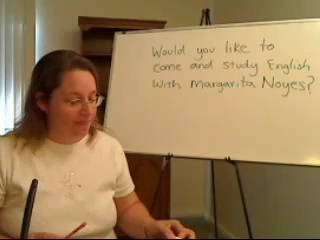 Would you like to
come and study English
With Margarita Noyes?